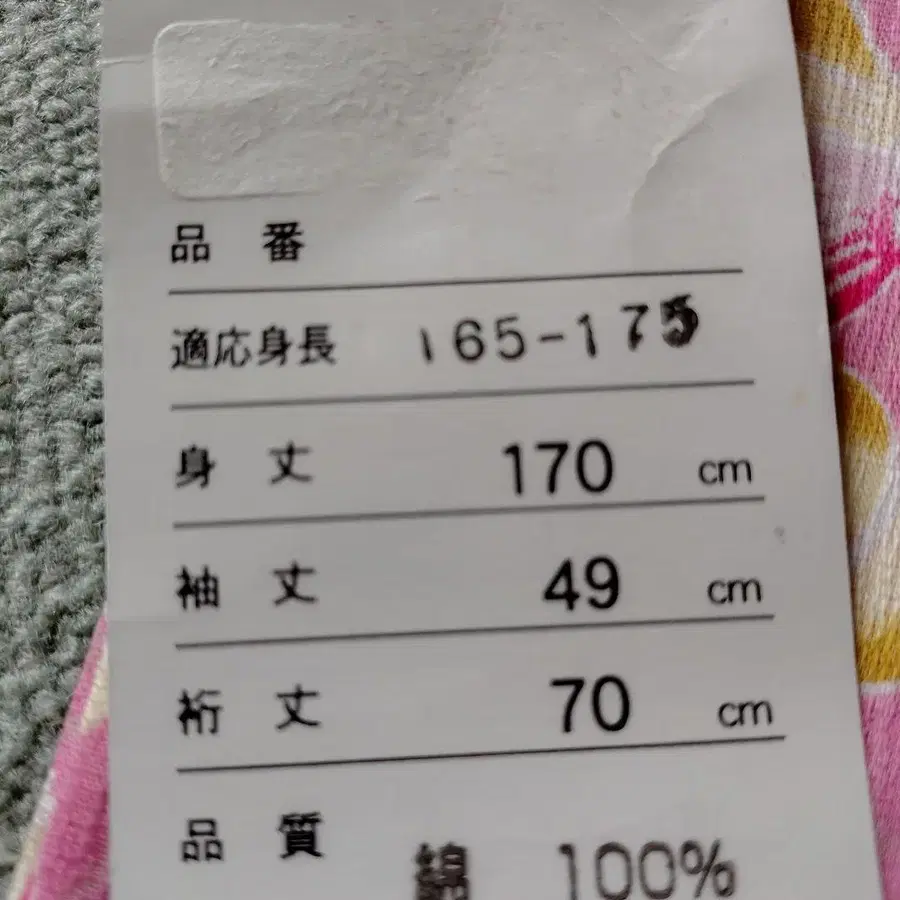 品 番
適応身長 165-175
身 丈 170 cm
袖 丈 49 cm
裄 丈 70 cm
品 質 綿 100%